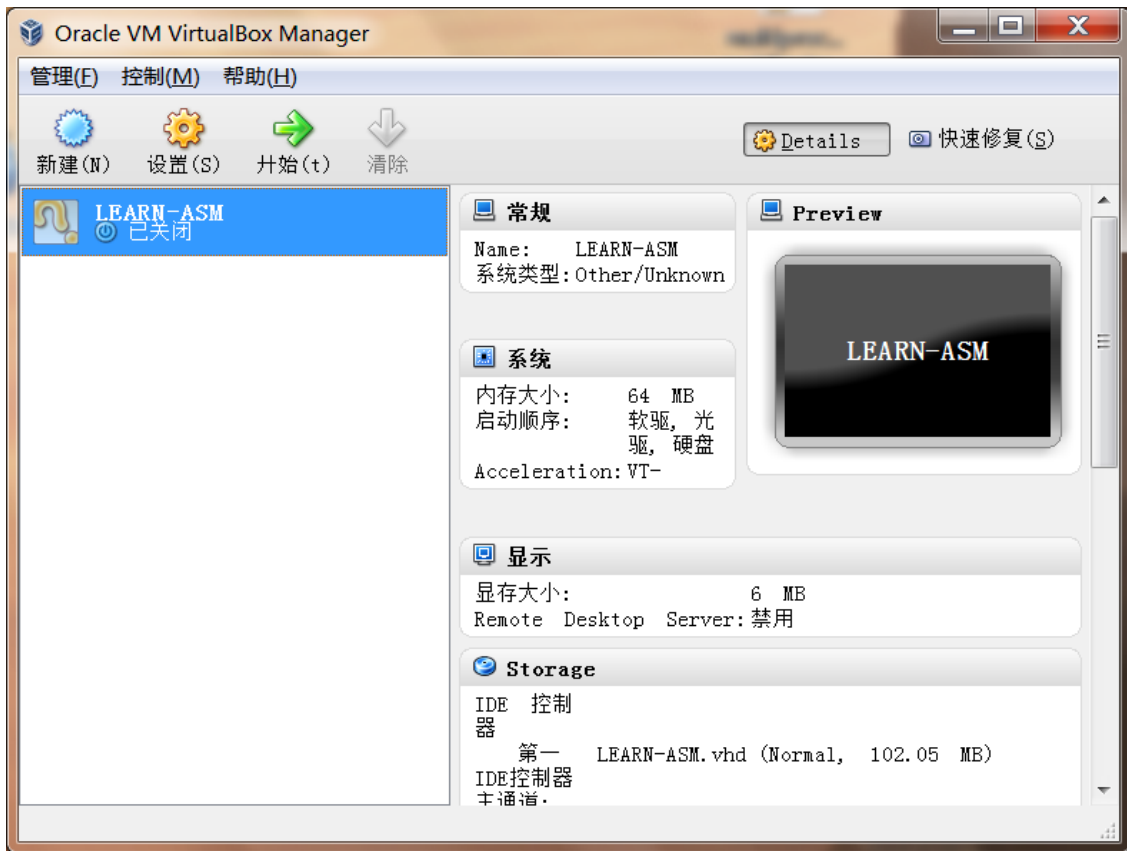 Oracle VM VirtualBox Manager
管理(F) 控制(M) 帮助(H)
新建(N) 设置(S) 开始(t) 清除
Details 快速修复(S)
LEARN-ASM
已关闭
常规
Name: LEARN-ASM
系统类型: Other/Unknown
Preview
LEARN-ASM
系统
内存大小: 64 MB
启动顺序: 软驱, 光
驱, 硬盘
Acceleration: VT-
显示
显存大小: 6 MB
Remote Desktop Server: 禁用
Storage
IDE 控制
器
第一 LEARN-ASM.vhd (Normal, 102.05 MB)
IDE控制器
主通道: